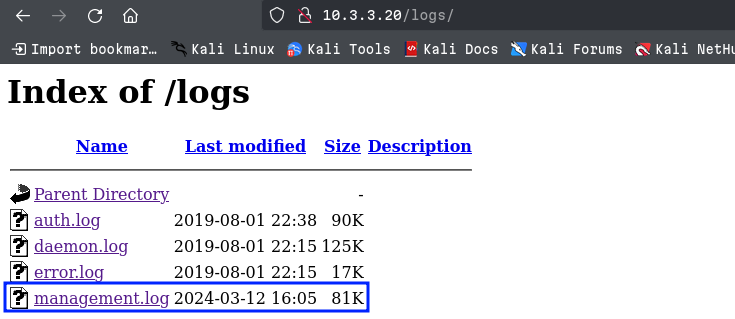 10.3.3.20/logs/
Import bookmar… Kali Linux Kali Tools Kali Docs Kali Forums Kali NetHu
Index of /logs
Name Last modified Size Description
Parent Directory -
auth.log 2019-08-01 22:38 90K
daemon.log 2019-08-01 22:15 125K
error.log 2019-08-01 22:15 17K
management.log 2024-03-12 16:05 81K